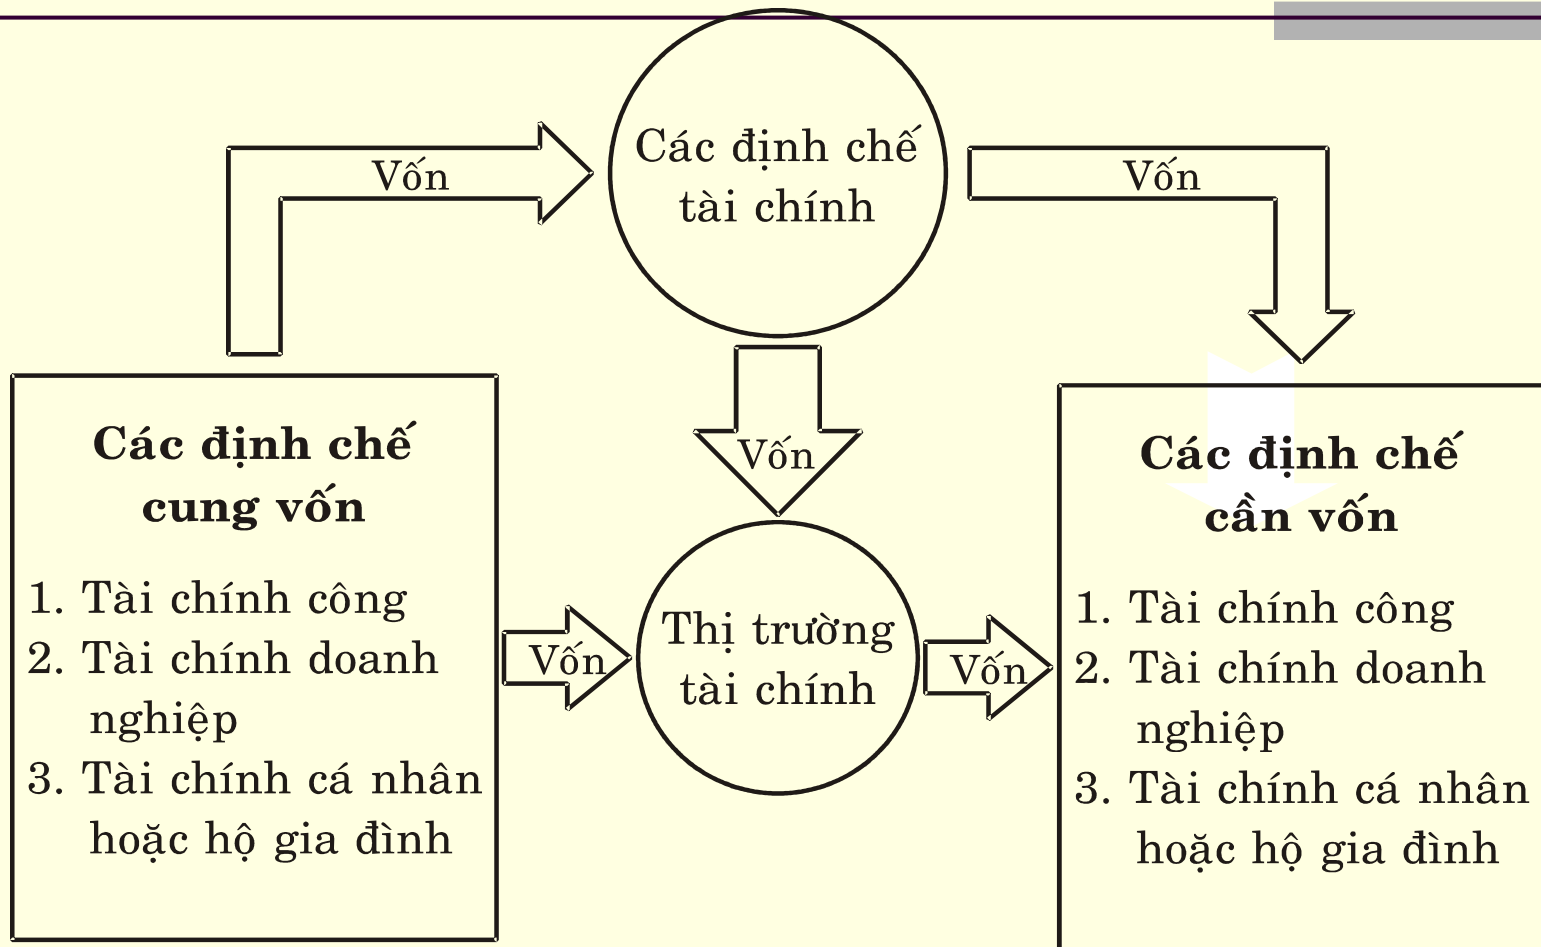 Các định chế
tài chính
Vốn
Vốn
Vốn
Các định chế
cung vốn
1. Tài chính công
2. Tài chính doanh
nghiệp
3. Tài chính cá nhân
hoặc hộ gia đình
Vốn
Thị trường
tài chính
Vốn
Các định chế
cần vốn
1. Tài chính công
2. Tài chính doanh
nghiệp
3. Tài chính cá nhân
hoặc hộ gia đình